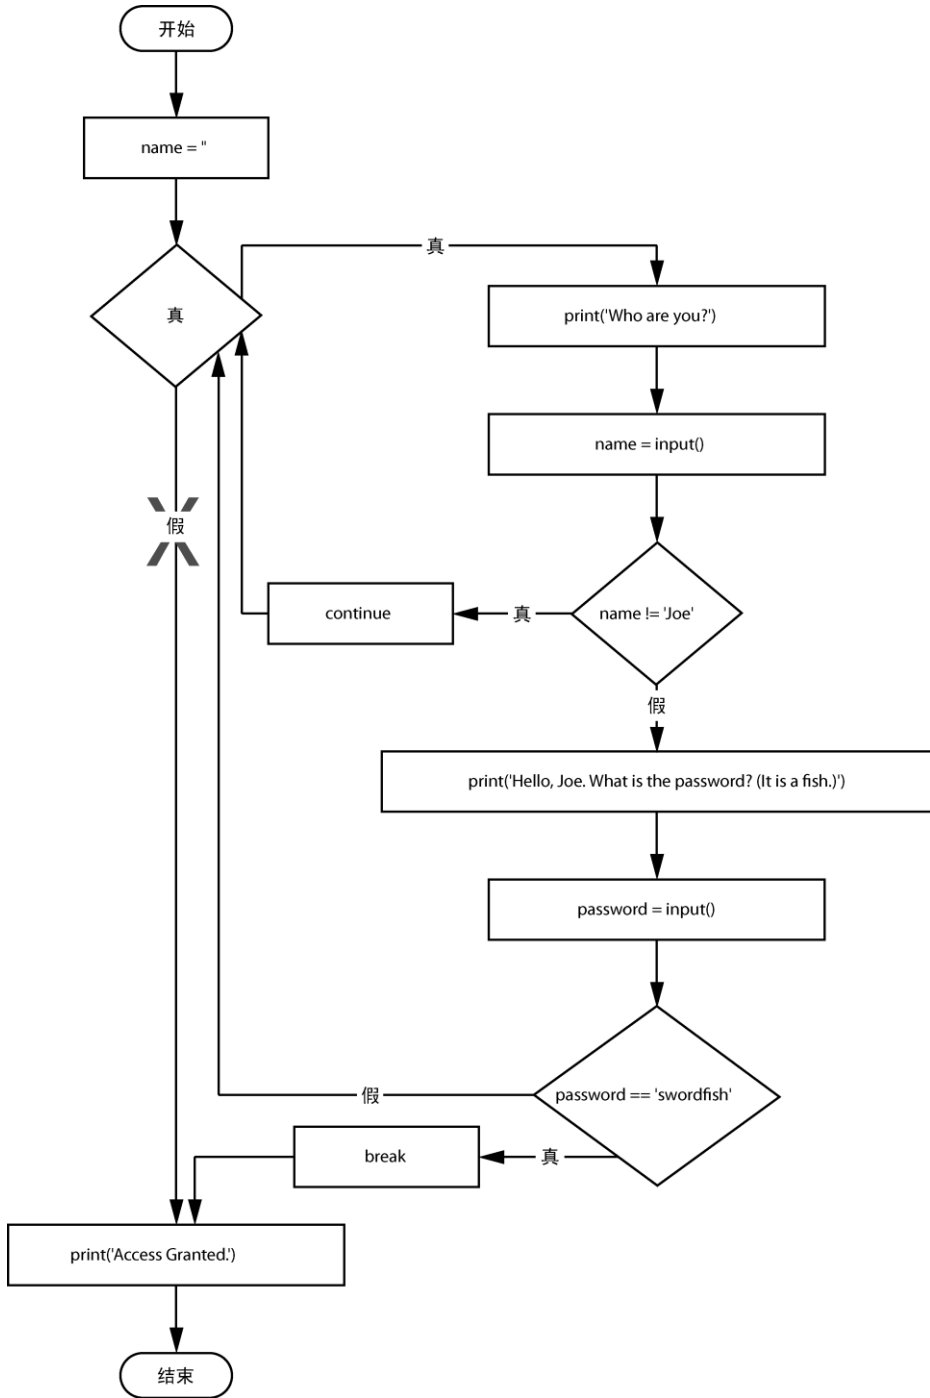 开始
name = ''
真
真
print('Who are you?')
name = input()
假
continue
真
name != 'Joe'
假
print('Hello, Joe. What is the password? (It is a fish.)')
password = input()
假
password == 'swordfish'
break
真
print('Access Granted.')
结束